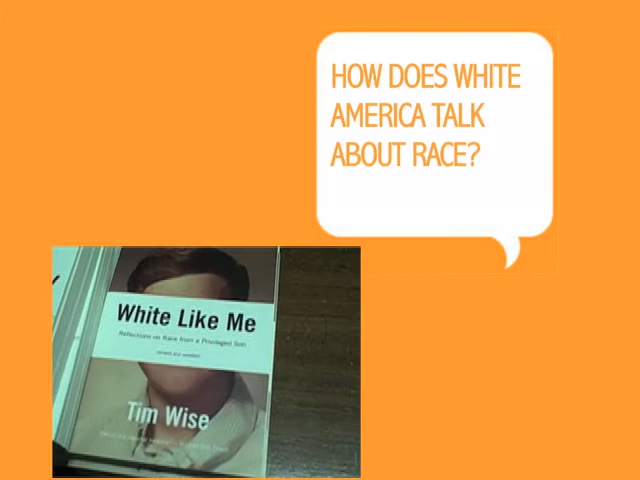 HOW DOES WHITE
AMERICA TALK
ABOUT RACE?
White Like Me
Reflections on Race from a Privileged Son
Tim Wise